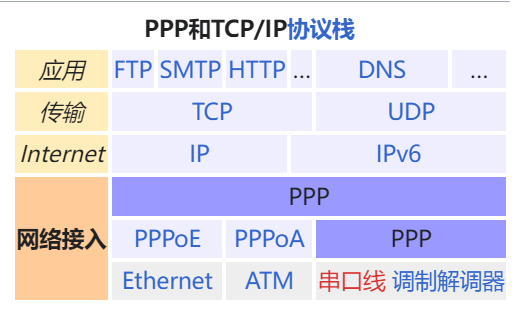 PPP和TCP/IP协议栈
应用 FTP SMTP HTTP ... DNS ...
传输 TCP UDP
Internet IP IPv6
PPP
网络接入 PPPoE PPPoA PPP
Ethernet ATM 串口线 调制解调器